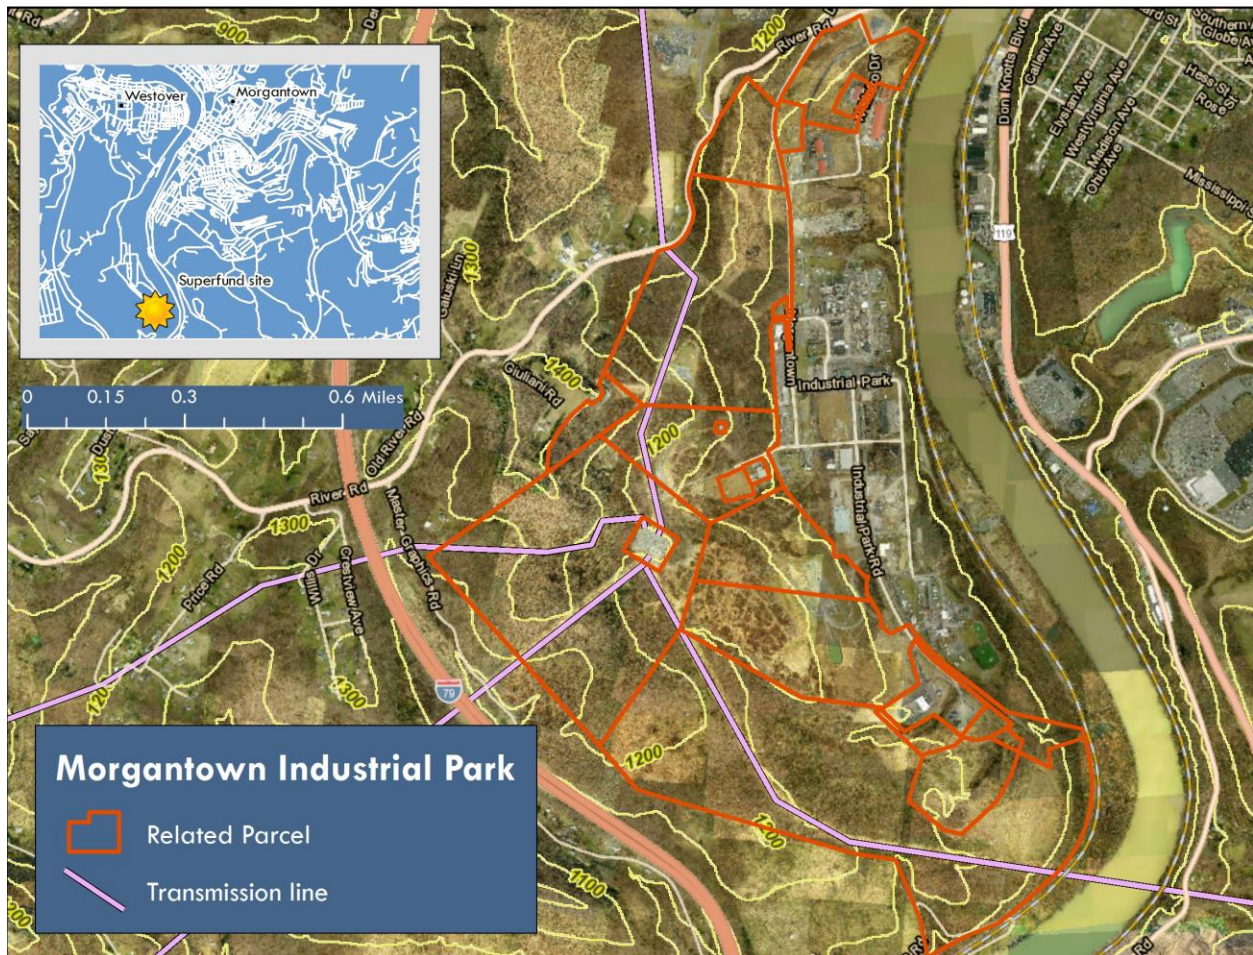 900
1200
River Rd
Don Knotts Blvd
Callen Ave
Globe Av
Hess St
Rose St
Elysian Ave
West Virginia Ave
Madison Ave
Ohio Ave
Mississippi
119
Westover
Morgantown
Superfund site
1300
0 0.15 0.3 0.6 Miles
1400
Giuliani Rd
Industrial Park
1200
Old River Rd
River Rd
1300
1200
Master Graphics Rd
Price Rd
Crestview Ave
Industrial Park Rd
1300
79
1200
Morgantown Industrial Park
Related Parcel
Transmission line
1200
1100